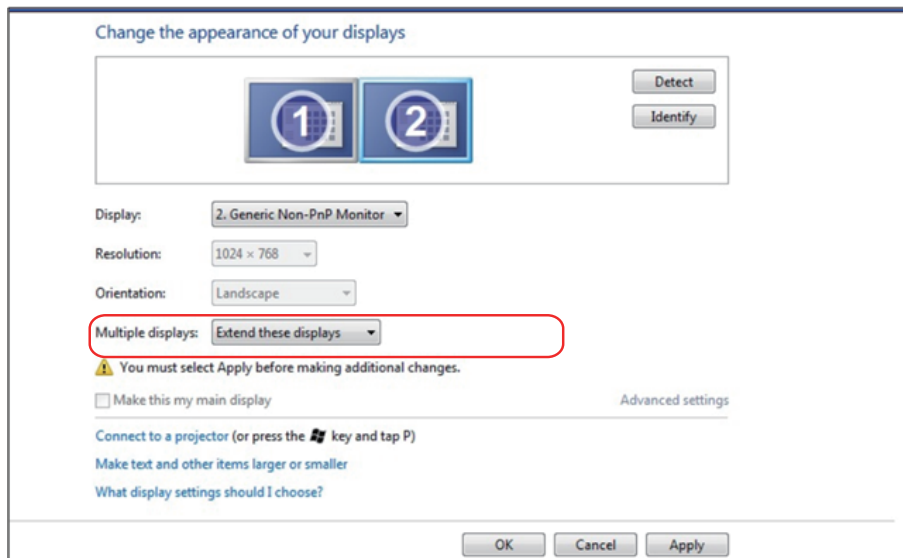 Change the appearance of your displays
1
2
Detect
Identify
Display: 2. Generic Non-PnP Monitor
Resolution: 1024 × 768
Orientation: Landscape
Multiple displays: Extend these displays
You must select Apply before making additional changes.
Make this my main display Advanced settings
Connect to a projector (or press the key and tap P)
Make text and other items larger or smaller
What display settings should I choose?
OK Cancel Apply